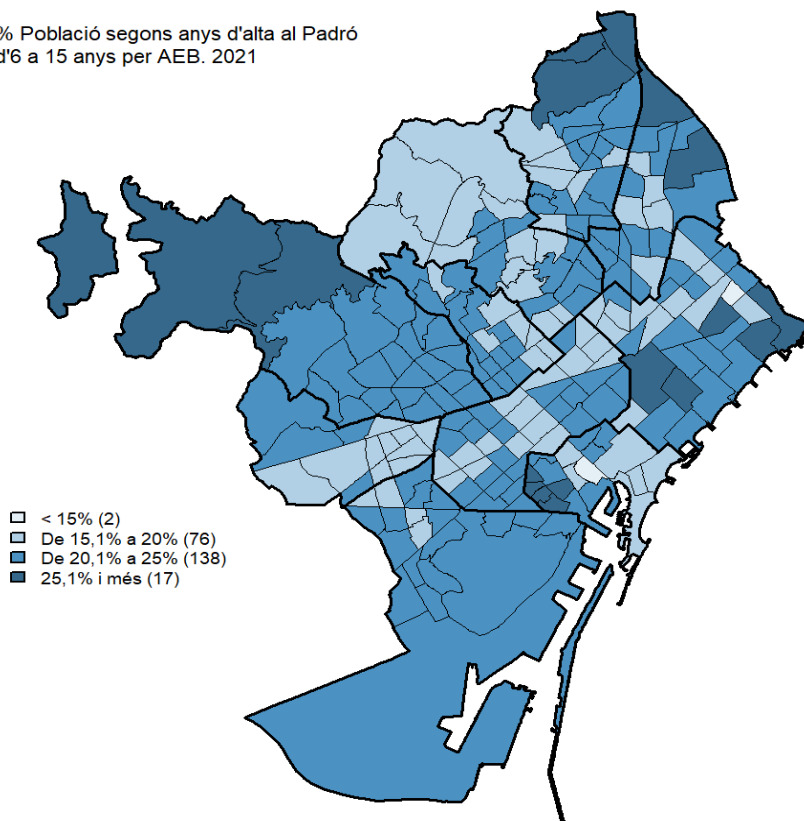 % Població segons anys d'alta al Padró
d'6 a 15 anys per AEB. 2021
< 15% (2)
De 15,1% a 20% (76)
De 20,1% a 25% (138)
25,1% i més (17)